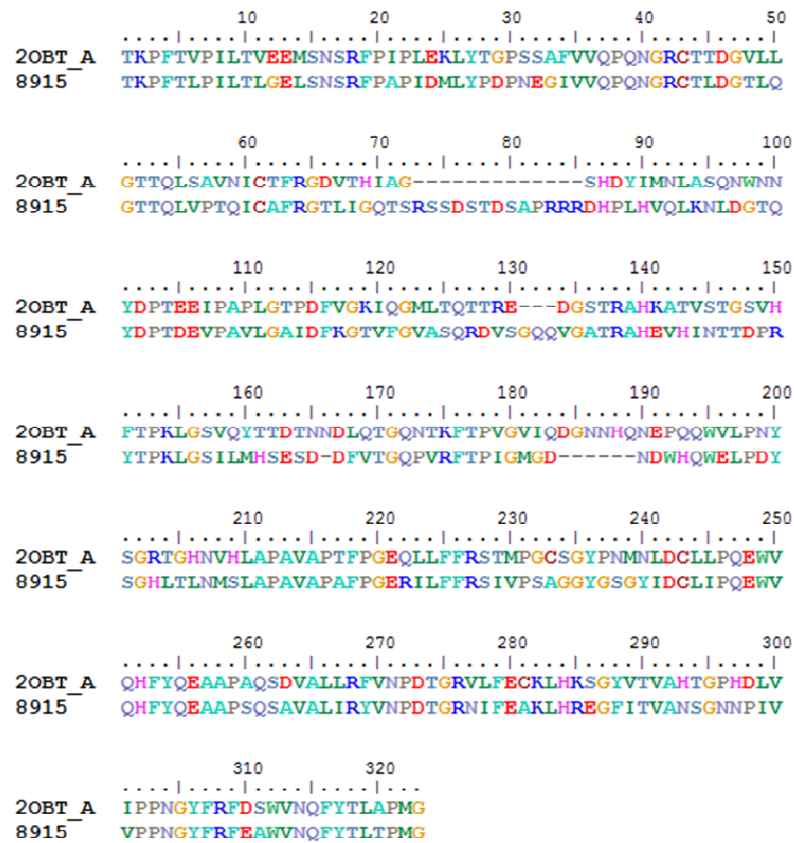 10 20 30 40 50
....|....|....|....|....|....|....|....|....|....|
2OBT_A TKPFTVPILTVEEMSNSRFPIPLEKLYTGPSSAFVVQPQNGRCTTDGVLL
8915 TKPFTLPILTLGELSNSRFPAPIDMLYPDPNEGIVVQPQNGRCTLDGTLQ
60 70 80 90 100
....|....|....|....|....|....|....|....|....|....|
2OBT_A GTTQLSAVNICTFRGDVTHIAG-------------SHDYIMNLASQNWNN
8915 GTTQLVPTQICAFRGTLIGQTSRSSDSTDSAPRRRDHPLHVQLKNLDGTQ
110 120 130 140 150
....|....|....|....|....|....|....|....|....|....|
2OBT_A YDPTEEIPAPLGTPDFVGKIQGMLTQTTRE---DGSTRAHKATVSTGSVH
8915 YDPTDEVPAVLGAIDFKGTVFGVASQRDVSGQQVGATRAHEVHINTTDPR
160 170 180 190 200
....|....|....|....|....|....|....|....|....|....|
2OBT_A FTPKLGSVQYTTDTNNDLQTGQNTKFTPVGVIQDGNNHQNEPQQWVLPNY
8915 YTPKLGSILMHSESD-DFVTGQPVRFTPIGMGD------NDWHQWELPDY
210 220 230 240 250
....|....|....|....|....|....|....|....|....|....|
2OBT_A SGRTGHNVHLAPAVAPTFPGEQLLFFRSTMPGCSGYPNMNLDCLLPQEWV
8915 SGHLTLNMSLAPAVAPAFPGERILFFRSIVPSAGGYGSGYIDCLIPQEWV
260 270 280 290 300
....|....|....|....|....|....|....|....|....|....|
2OBT_A QHFYQEAAPAQSDVALLRFVNPDTGRVLFECKLHKSGYVTVAHTGPHDLV
8915 QHFYQEAAPSQSAVALIRYVNPDTGRNIFEAKLHREGFITVANSGNNPIV
310 320
....|....|....|....|...
2OBT_A IPPNGYFRFDSWVNQFYTLAPMG
8915 VPPNGYFRFEAWVNQFYTLTPMG